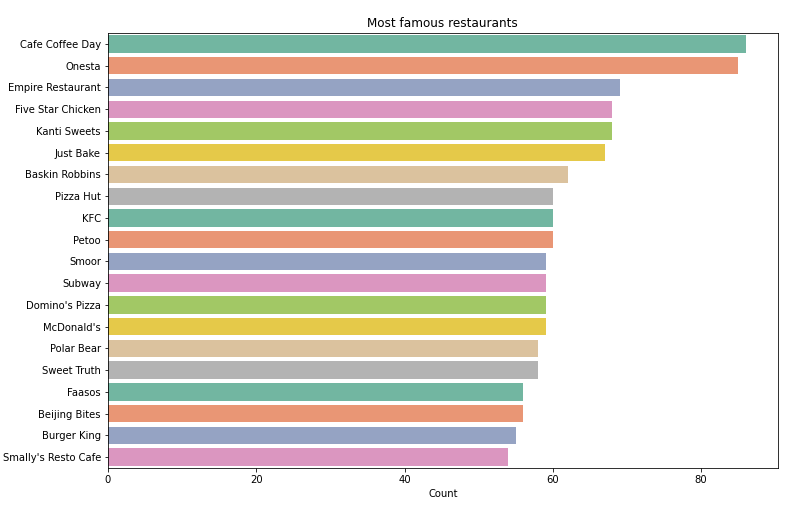 Most famous restaurants
Cafe Coffee Day
Onesta
Empire Restaurant
Five Star Chicken
Kanti Sweets
Just Bake
Baskin Robbins
Pizza Hut
KFC
Petoo
Smoor
Subway
Domino's Pizza
McDonald's
Polar Bear
Sweet Truth
Faasos
Beijing Bites
Burger King
Smally's Resto Cafe
0 20 40 60 80
Count